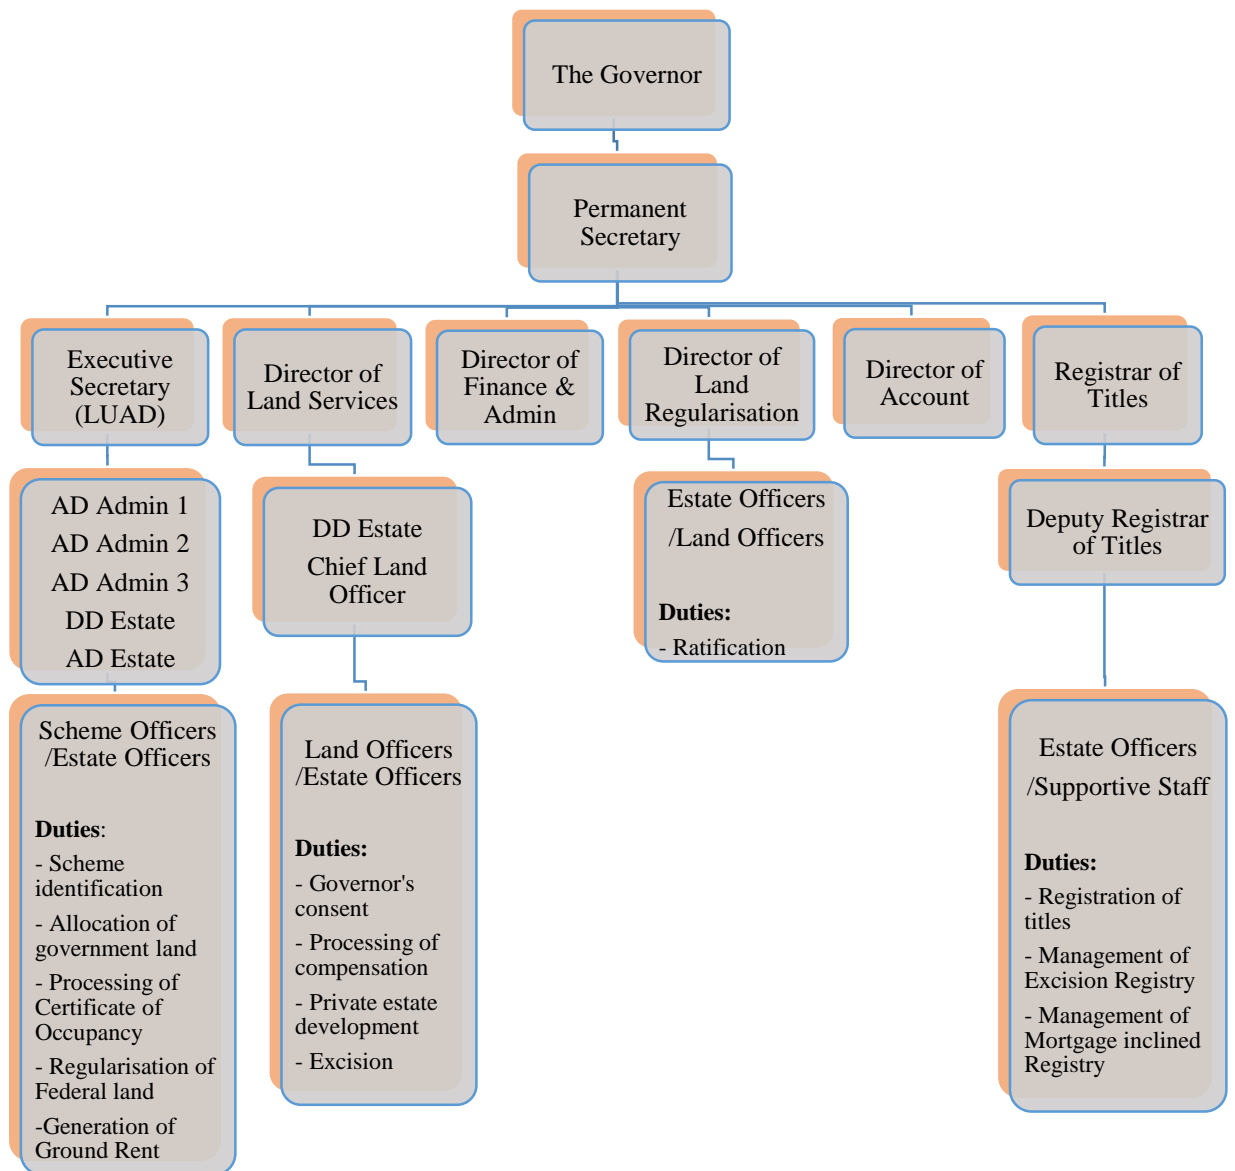 The Governor
Permanent
Secretary
Executive
Secretary
(LUAD)
Director of
Land Services
Director of
Finance &
Admin
Director of
Land
Regularisation
Director of
Account
Registrar of
Titles
AD Admin 1
AD Admin 2
AD Admin 3
DD Estate
AD Estate
DD Estate
Chief Land
Officer
Estate Officers
/Land Officers
Duties:
- Ratification
Deputy Registrar
of Titles
Scheme Officers
/Estate Officers
Duties:
- Scheme
identification
- Allocation of
government land
- Processing of
Certificate of
Occupancy
- Regularisation of
Federal land
-Generation of
Ground Rent
Land Officers
/Estate Officers
Duties:
- Governor's
consent
- Processing of
compensation
- Private estate
development
- Excision
Estate Officers
/Supportive Staff
Duties:
- Registration of
titles
- Management of
Excision Registry
- Management of
Mortgage inclined
Registry